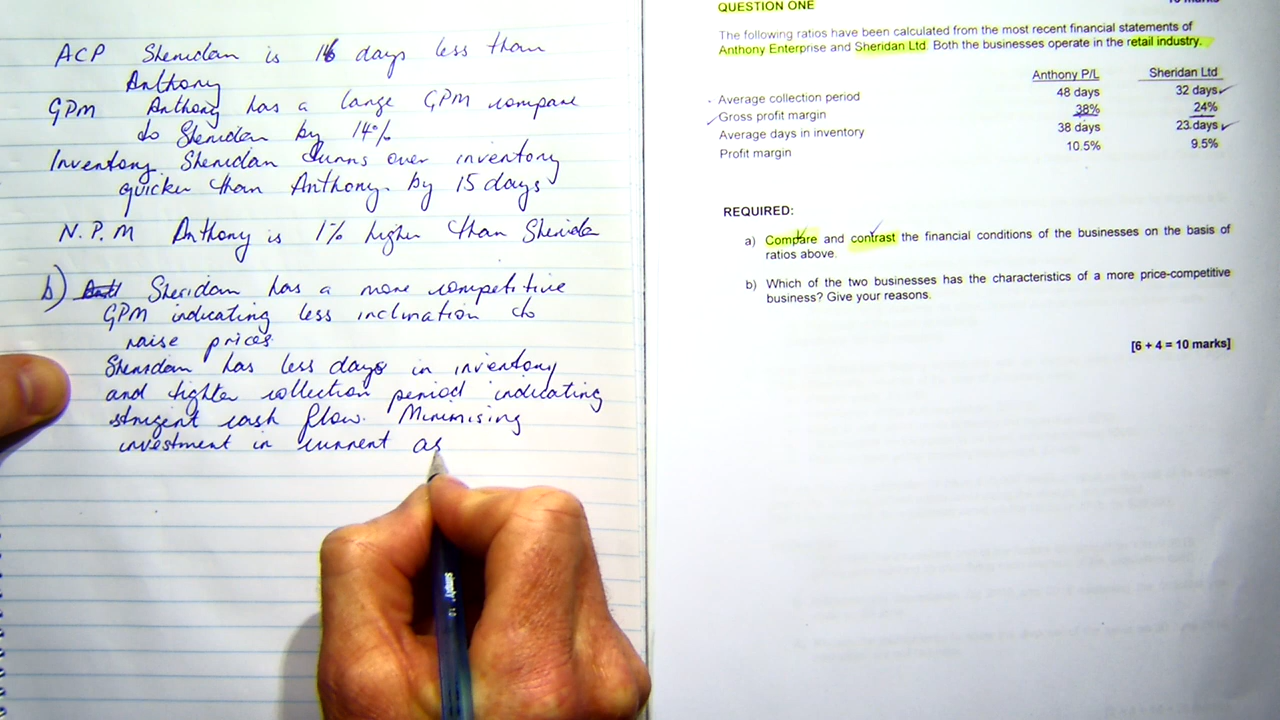 ACP Sheridan is 16 days less than
Anthony
GPM Anthony has a large GPM compare
to Sheridan by 14%
Inventory. Sheridan turns over inventory
quicker than Anthony. by 15 days
N.P.M Anthony is 1% higher than Sheridan
b) Sheridan has a more competitive
GPM indicating less inclination to
raise prices
Sheridan has less days in inventory
and tighter collection period indicating
stringent cash flow. Minimising
investment in current as
simply 1.0
QUESTION ONE
The following ratios have been calculated from the most recent financial statements of
Anthony Enterprise and Sheridan Ltd. Both the businesses operate in the retail industry.
Anthony P/L Sheridan Ltd
Average collection period 48 days 32 days
Gross profit margin 38% 24%
Average days in inventory 38 days 23 days
Profit margin 10.5% 9.5%
REQUIRED:
a) Compare and contrast the financial conditions of the businesses on the basis of
ratios above.
b) Which of the two businesses has the characteristics of a more price-competitive
business? Give your reasons.
[6 + 4 = 10 marks]